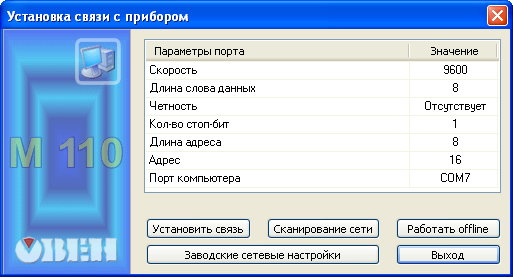 Установка связи с прибором
Параметры порта Значение
Скорость 9600
Длина слова данных 8
Четность Отсутствует
Кол-во стоп-бит 1
Длина адреса 8
Адрес 16
Порт компьютера COM7
М 110
ОВЕН
Установить связь Сканирование сети Работать offline
Заводские сетевые настройки Выход